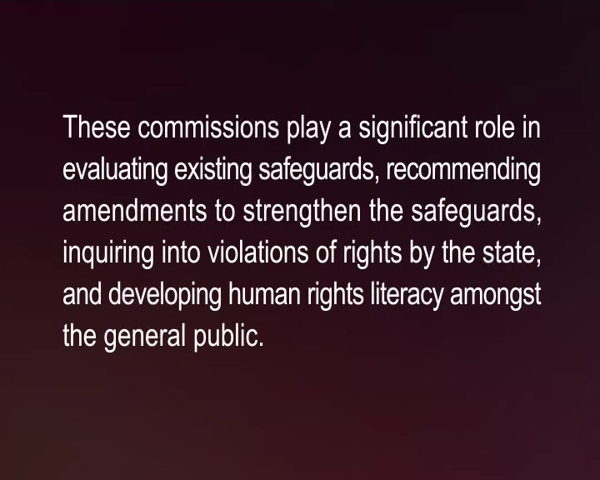 These commissions play a significant role in
evaluating existing safeguards, recommending
amendments to strengthen the safeguards,
inquiring into violations of rights by the state,
and developing human rights literacy amongst
the general public.